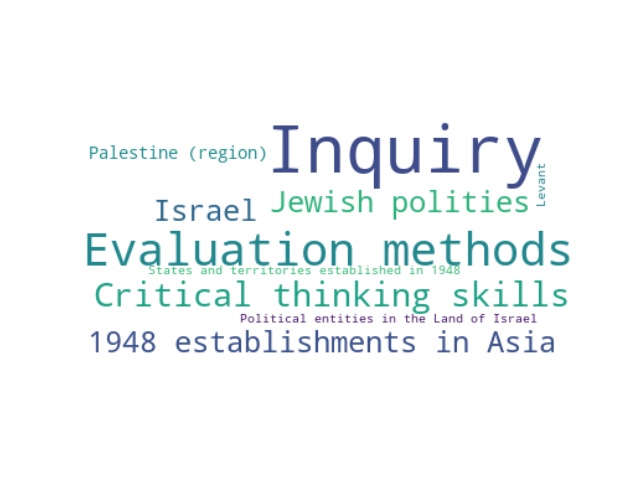 Inquiry
Palestine (region)
Levant
Jewish polities
Israel
Evaluation methods
States and territories established in 1948
Critical thinking skills
Political entities in the Land of Israel
1948 establishments in Asia